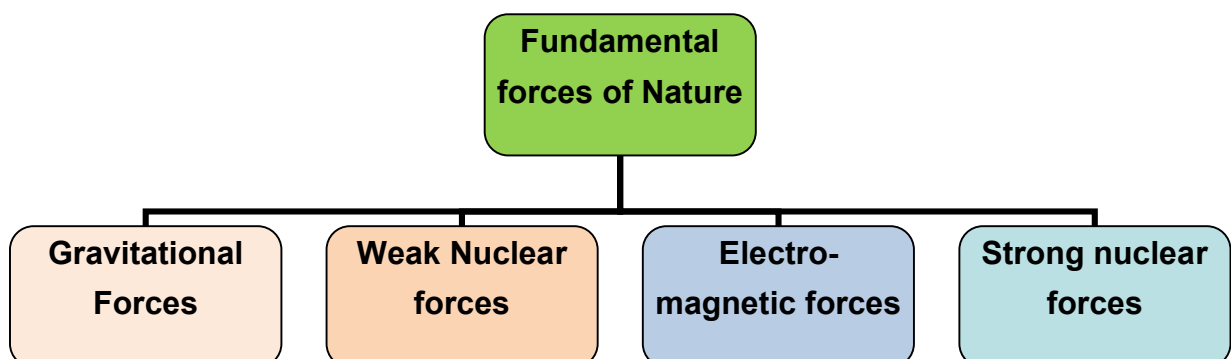 Fundamental
forces of Nature
Gravitational
Forces
Weak Nuclear
forces
Electro-
magnetic forces
Strong nuclear
forces